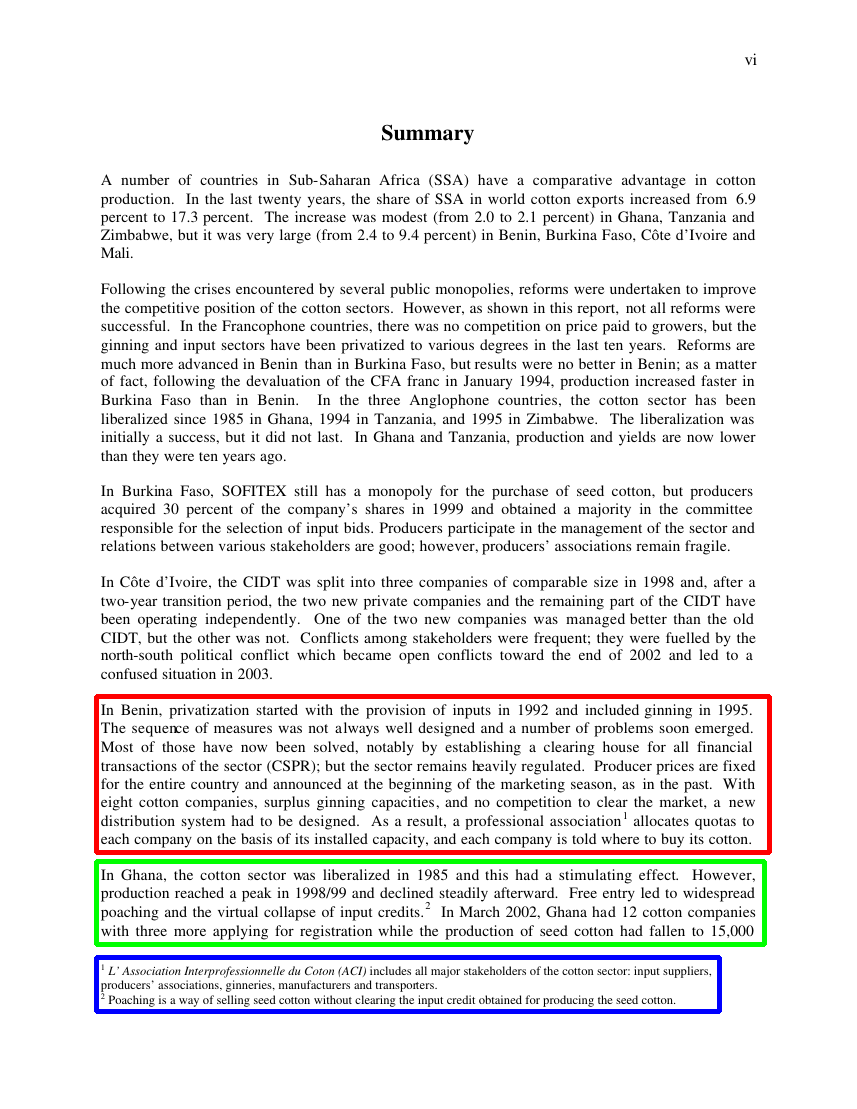 vi
Summary
A number of countries in Sub-Saharan Africa (SSA) have a comparative advantage in cotton
production. In the last twenty years, the share of SSA in world cotton exports increased from 6.9
percent to 17.3 percent. The increase was modest (from 2.0 to 2.1 percent) in Ghana, Tanzania and
Zimbabwe, but it was very large (from 2.4 to 9.4 percent) in Benin, Burkina Faso, Côte d'Ivoire and
Mali.
Following the crises encountered by several public monopolies, reforms were undertaken to improve
the competitive position of the cotton sectors. However, as shown in this report, not all reforms were
successful. In the Francophone countries, there was no competition on price paid to growers, but the
ginning and input sectors have been privatized to various degrees in the last ten years. Reforms are
much more advanced in Benin than in Burkina Faso, but results were no better in Benin; as a matter
of fact, following the devaluation of the CFA franc in January 1994, production increased faster in
Burkina Faso than in Benin. In the three Anglophone countries, the cotton sector has been
liberalized since 1985 in Ghana, 1994 in Tanzania, and 1995 in Zimbabwe. The liberalization was
initially a success, but it did not last. In Ghana and Tanzania, production and yields are now lower
than they were ten years ago.
In Burkina Faso, SOFITEX still has a monopoly for the purchase of seed cotton, but producers
acquired 30 percent of the company's shares in 1999 and obtained a majority in the committee
responsible for the selection of input bids. Producers participate in the management of the sector and
relations between various stakeholders are good; however, producers' associations remain fragile.
In Côte d'Ivoire, the CIDT was split into three companies of comparable size in 1998 and, after a
two-year transition period, the two new private companies and the remaining part of the CIDT have
been operating independently. One of the two new companies was managed better than the old
CIDT, but the other was not. Conflicts among stakeholders were frequent; they were fuelled by the
north-south political conflict which became open conflicts toward the end of 2002 and led to a
confused situation in 2003.
In Benin, privatization started with the provision of inputs in 1992 and included ginning in 1995.
The sequence of measures was not always well designed and a number of problems soon emerged.
Most of those have now been solved, notably by establishing a clearing house for all financial
transactions of the sector (CSPR); but the sector remains heavily regulated. Producer prices are fixed
for the entire country and announced at the beginning of the marketing season, as in the past. With
eight cotton companies, surplus ginning capacities, and no competition to clear the market, a new
distribution system had to be designed. As a result, a professional association¹ allocates quotas to
each company on the basis of its installed capacity, and each company is told where to buy its cotton.
In Ghana, the cotton sector was liberalized in 1985 and this had a stimulating effect. However,
production reached a peak in 1998/99 and declined steadily afterward. Free entry led to widespread
poaching and the virtual collapse of input credits.² In March 2002, Ghana had 12 cotton companies
with three more applying for registration while the production of seed cotton had fallen to 15,000
¹ L' Association Interprofessionnelle du Coton (ACI) includes all major stakeholders of the cotton sector: input suppliers,
producers' associations, ginneries, manufacturers and transporters.
² Poaching is a way of selling seed cotton without clearing the input credit obtained for producing the seed cotton.